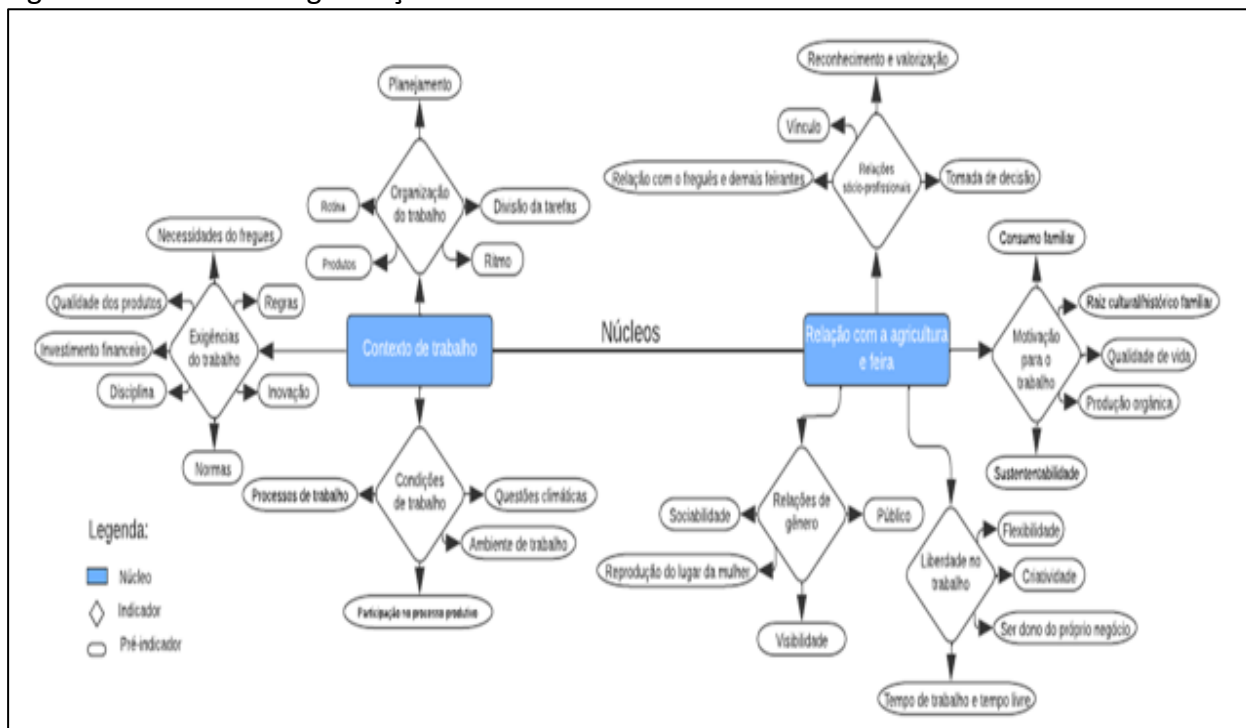 Reconhecimento e valorização
Planejamento
Vínculo
Relações
sócio-profissionais
Relação com o freguês e demais feirantes
Tomada de decisão
Organização
do trabalho
Rotina
Divisão da tarefas
Produtos
Ritmo
Necessidades do fregues
Consumo familiar
Qualidade dos produtos
Regras
Raiz cultural/histórico familiar
Exigências
do trabalho
Investimento financeiro
Contexto de trabalho
Núcleos
Relação com a agricultura
e feira
Motivação
para o
trabalho
Qualidade de vida
Disciplina
Inovação
Produção orgânica
Normas
Sustententabilidade
Condições
de trabalho
Processos de trabalho
Questões climáticas
Ambiente de trabalho
Participação no processo produtivo
Relações de
gênero
Sociabilidade
Público
Reprodução do lugar da mulher
Visibilidade
Liberdade no
trabalho
Flexibilidade
Criatividade
Ser dono do próprio negócio
Tempo de trabalho e tempo livre
Legenda:
Núcleo
Indicador
Pré-indicador